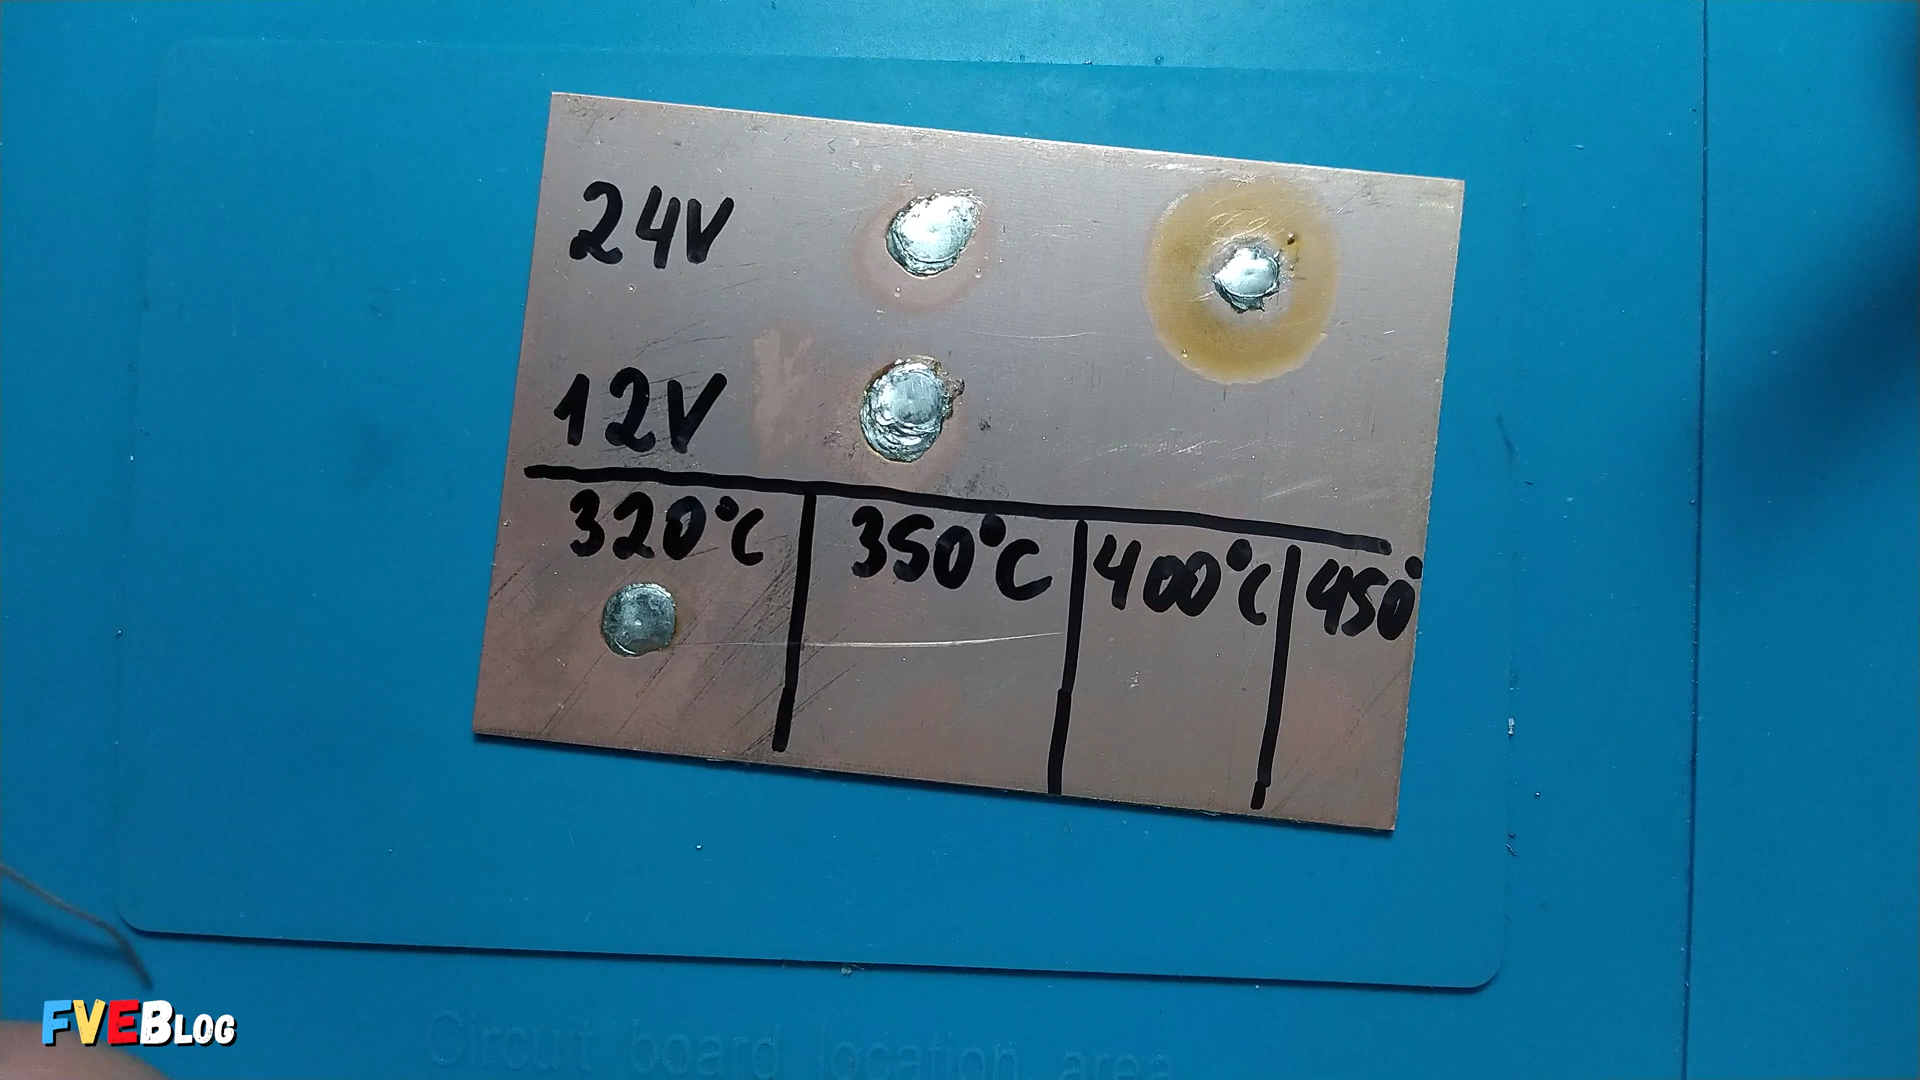 24V
12V
320°C 350°C 400°C 450°
FVEBLOG
Circuit board location area